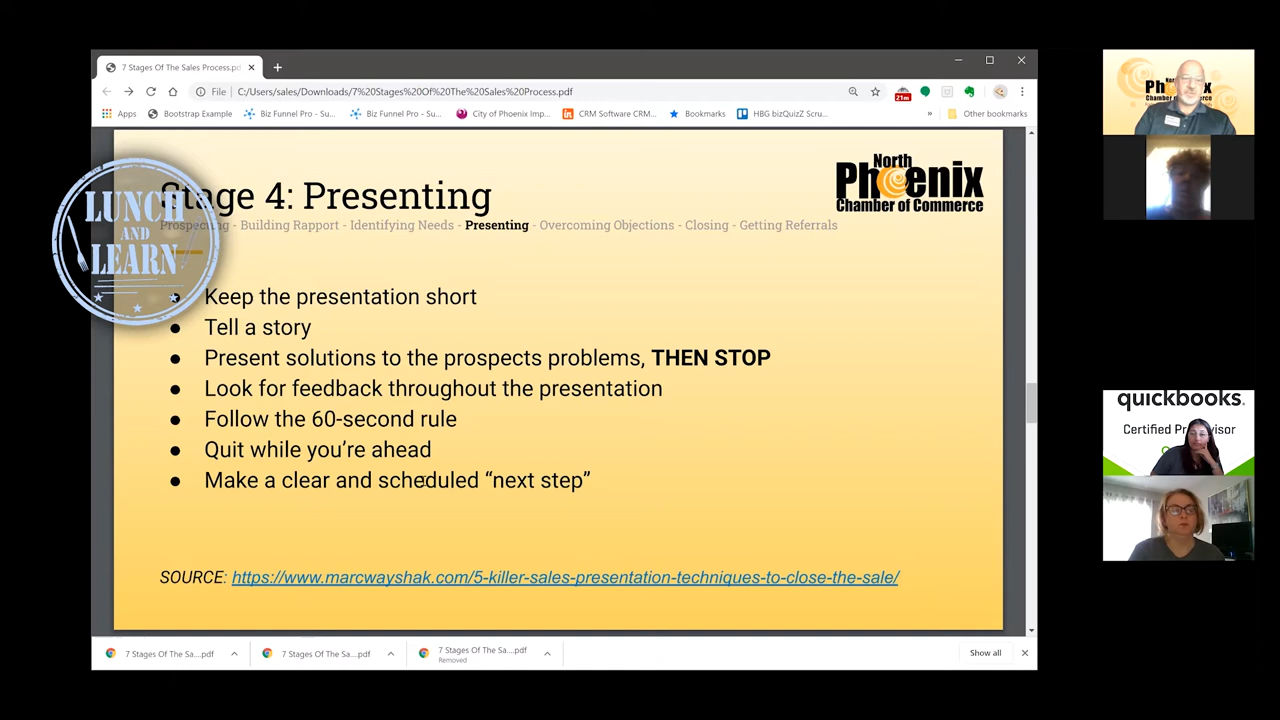 7 Stages Of The Sales Process.pdf
File | C:/Users/sales/Downloads/7%20Stages%20Of%20The%20Sales%20Process.pdf
21m
Apps Bootstrap Example Biz Funnel Pro - Su... Biz Funnel Pro - Su... City of Phoenix Imp... CRM Software CRM... Bookmarks HBG bizQuizZ Scru... » Other bookmarks
Stage 4: Presenting
Prospecting - Building Rapport - Identifying Needs - Presenting - Overcoming Objections - Closing - Getting Referrals
North
Phoenix
Chamber of Commerce
LUNCH
AND
LEARN
● Keep the presentation short
● Tell a story
● Present solutions to the prospects problems, THEN STOP
● Look for feedback throughout the presentation
● Follow the 60-second rule
● Quit while you’re ahead
● Make a clear and scheduled “next step”
SOURCE: https://www.marcwayshak.com/5-killer-sales-presentation-techniques-to-close-the-sale/
7 Stages Of The Sa....pdf
7 Stages Of The Sa....pdf
7 Stages Of The Sa....pdf
Removed
Show all
quickbooks.
Certified